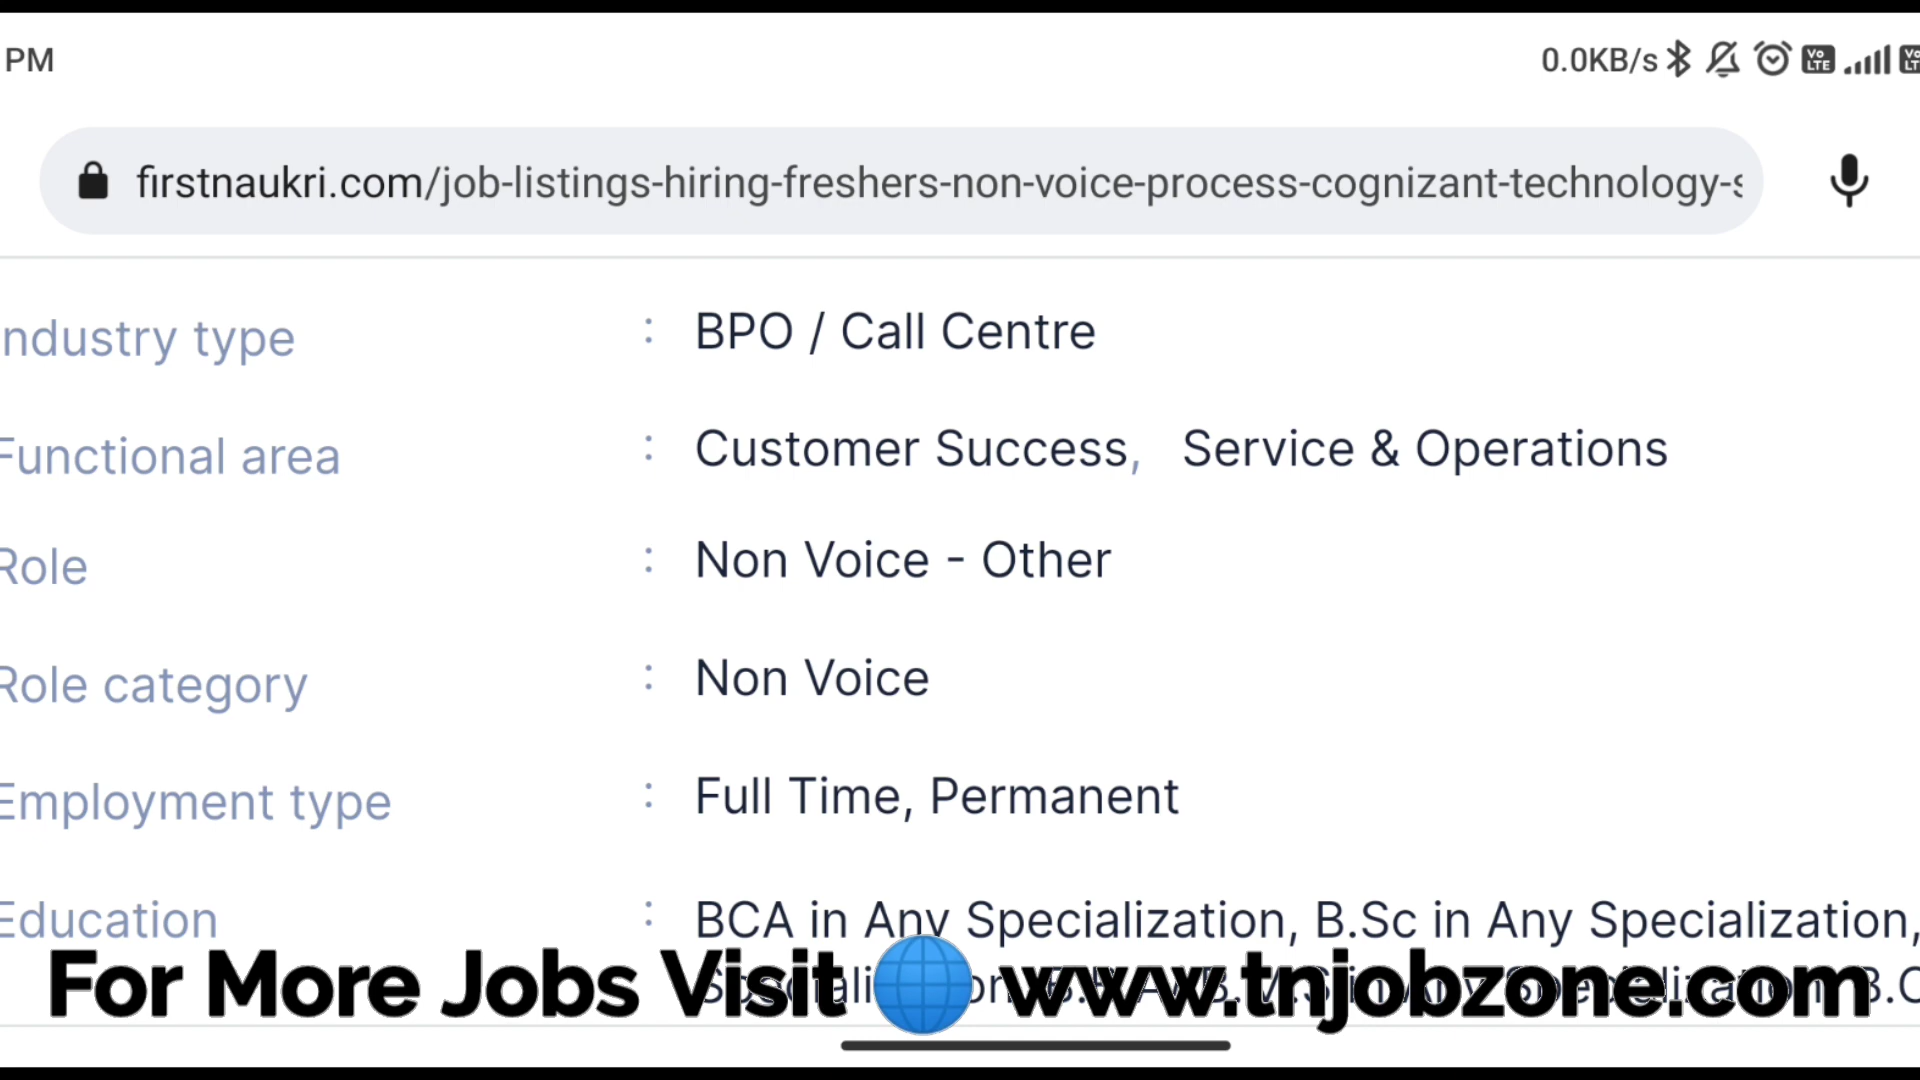 PM
0.0KB/s
Vo LTE
firstnaukri.com/job-listings-hiring-freshers-non-voice-process-cognizant-technology-s
ndustry type : BPO / Call Centre
Functional area : Customer Success, Service & Operations
Role : Non Voice - Other
Role category : Non Voice
Employment type : Full Time, Permanent
Education : BCA in Any Specialization, B.Sc in Any Specialization,
For More Jobs Visit www.tnjobzone.com